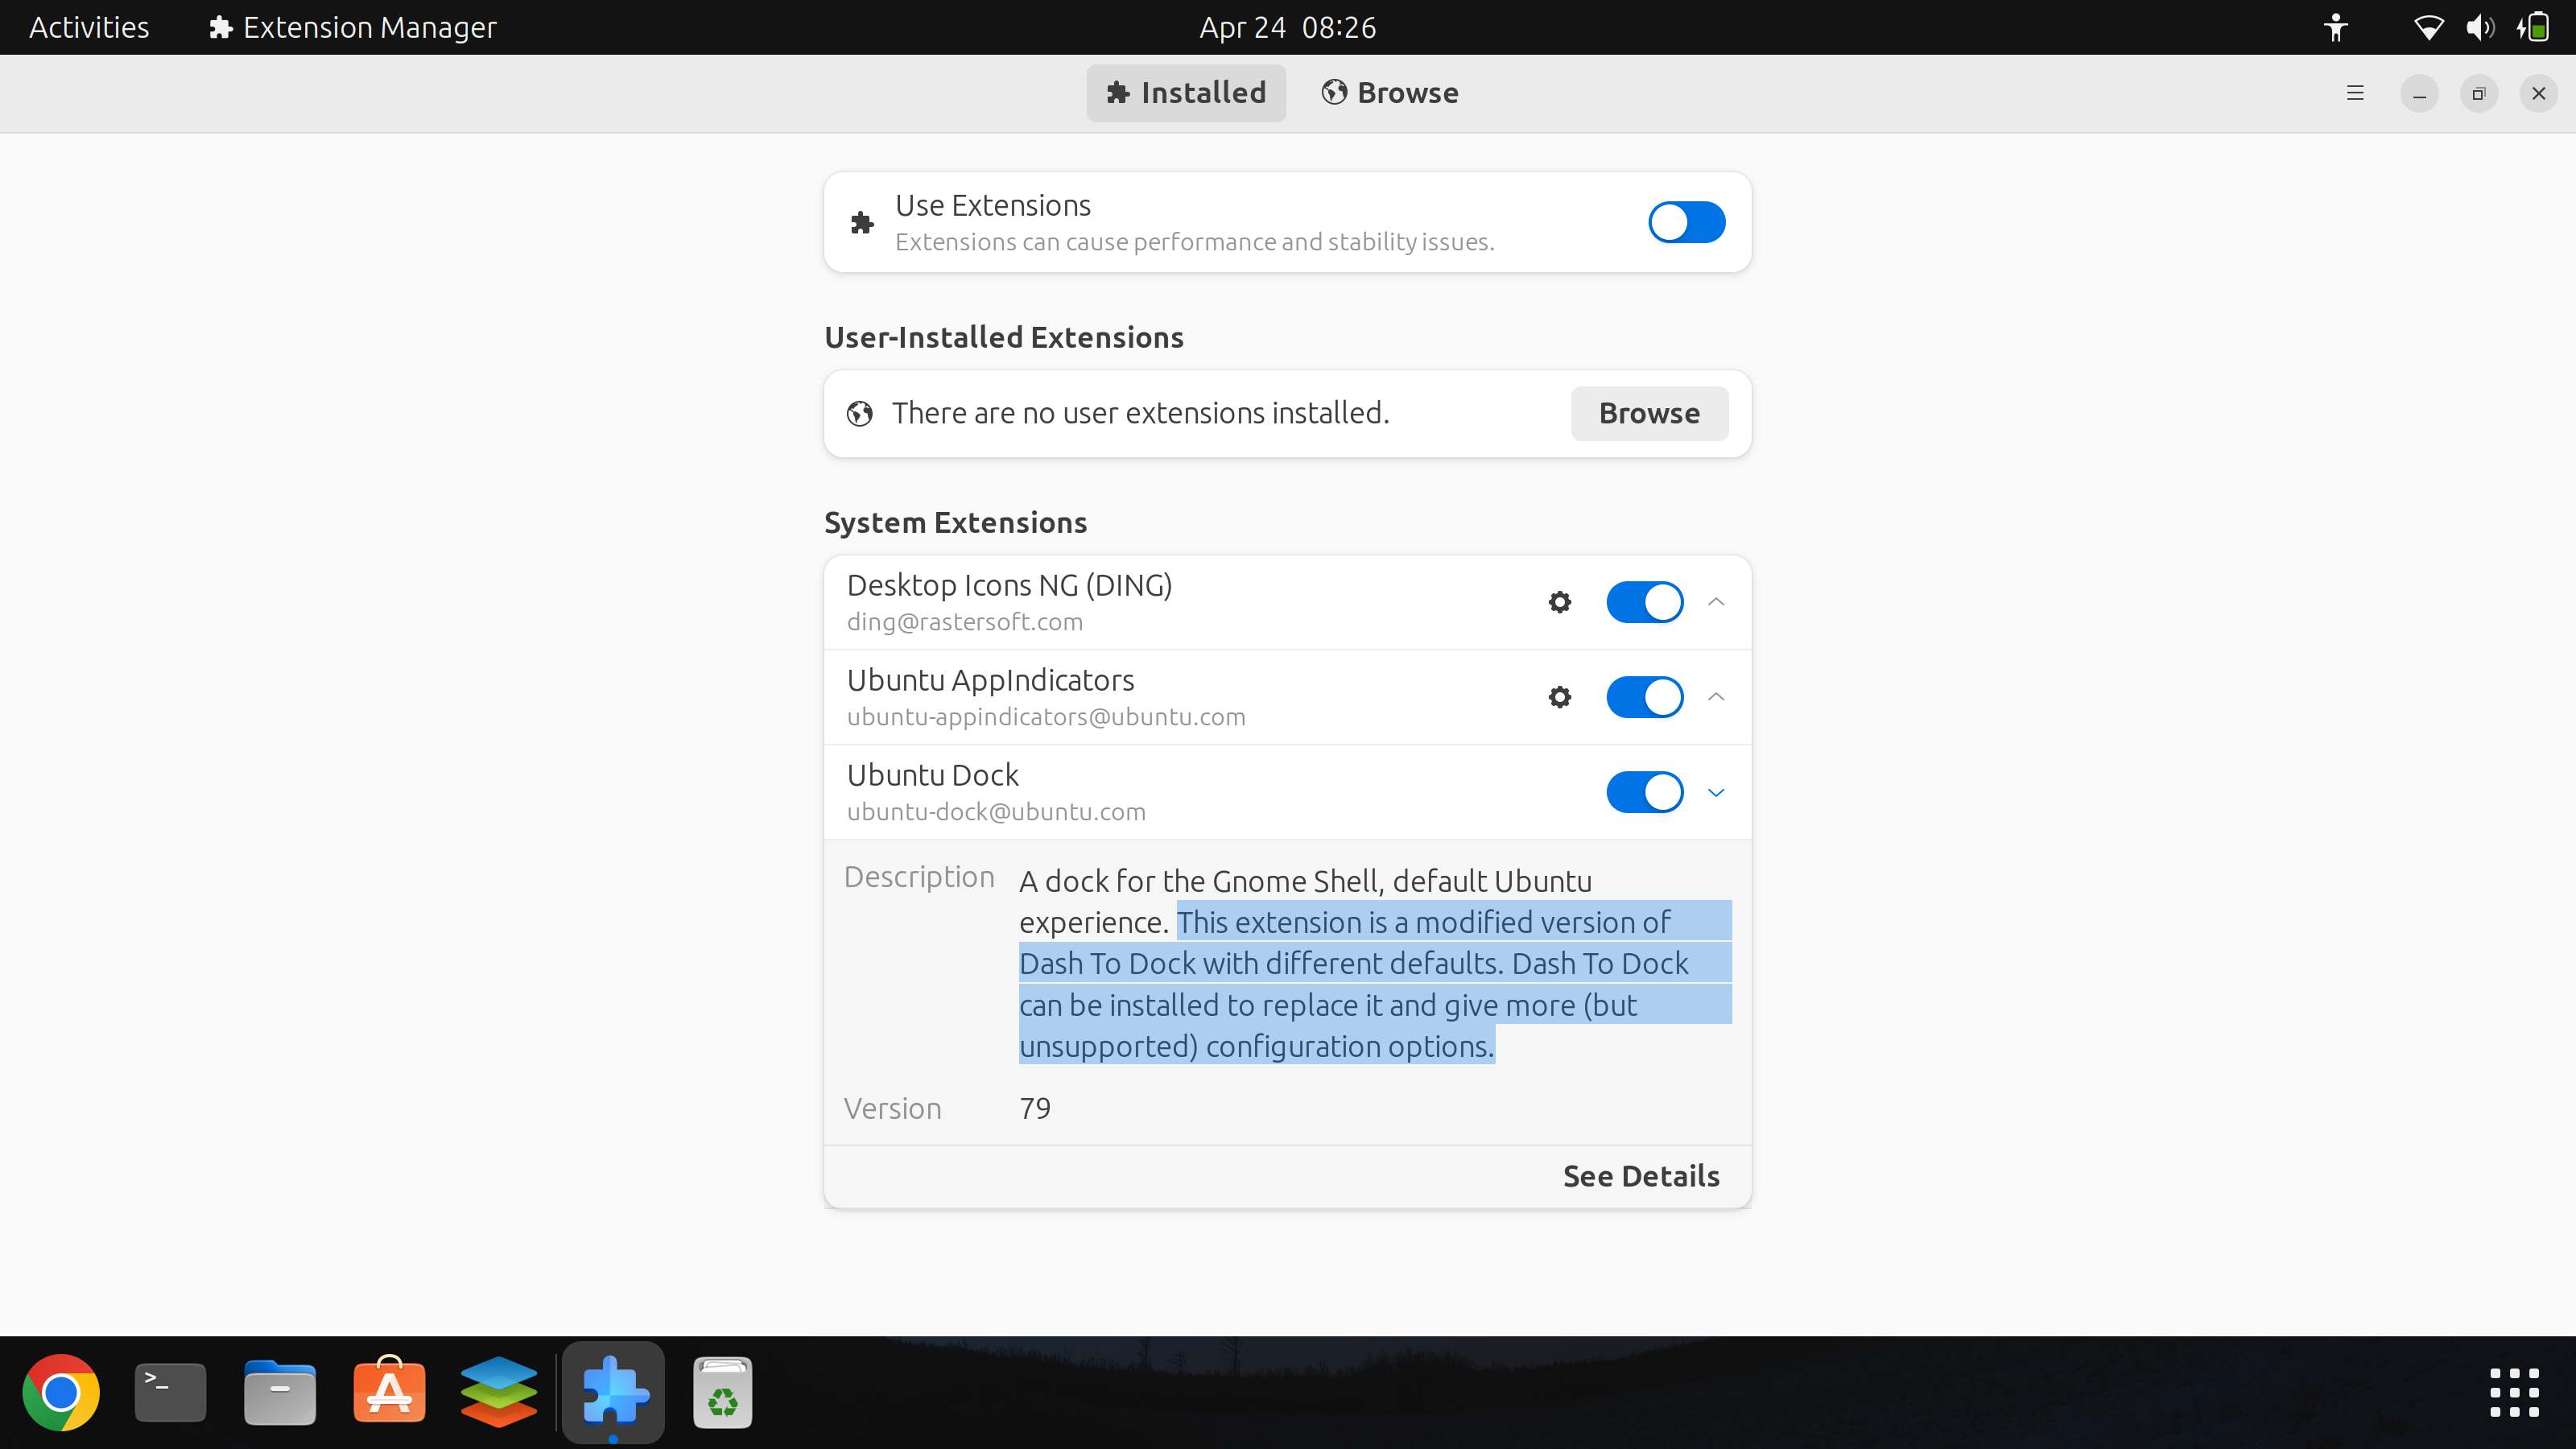 Activities
Extension Manager
Apr 24 08:26
Installed
Browse
Use Extensions
Extensions can cause performance and stability issues.
User-Installed Extensions
There are no user extensions installed.
Browse
System Extensions
Desktop Icons NG (DING)
ding@rastersoft.com
Ubuntu AppIndicators
ubuntu-appindicators@ubuntu.com
Ubuntu Dock
ubuntu-dock@ubuntu.com
Description
A dock for the Gnome Shell, default Ubuntu
experience. This extension is a modified version of
Dash To Dock with different defaults. Dash To Dock
can be installed to replace it and give more (but
unsupported) configuration options.
Version
79
See Details